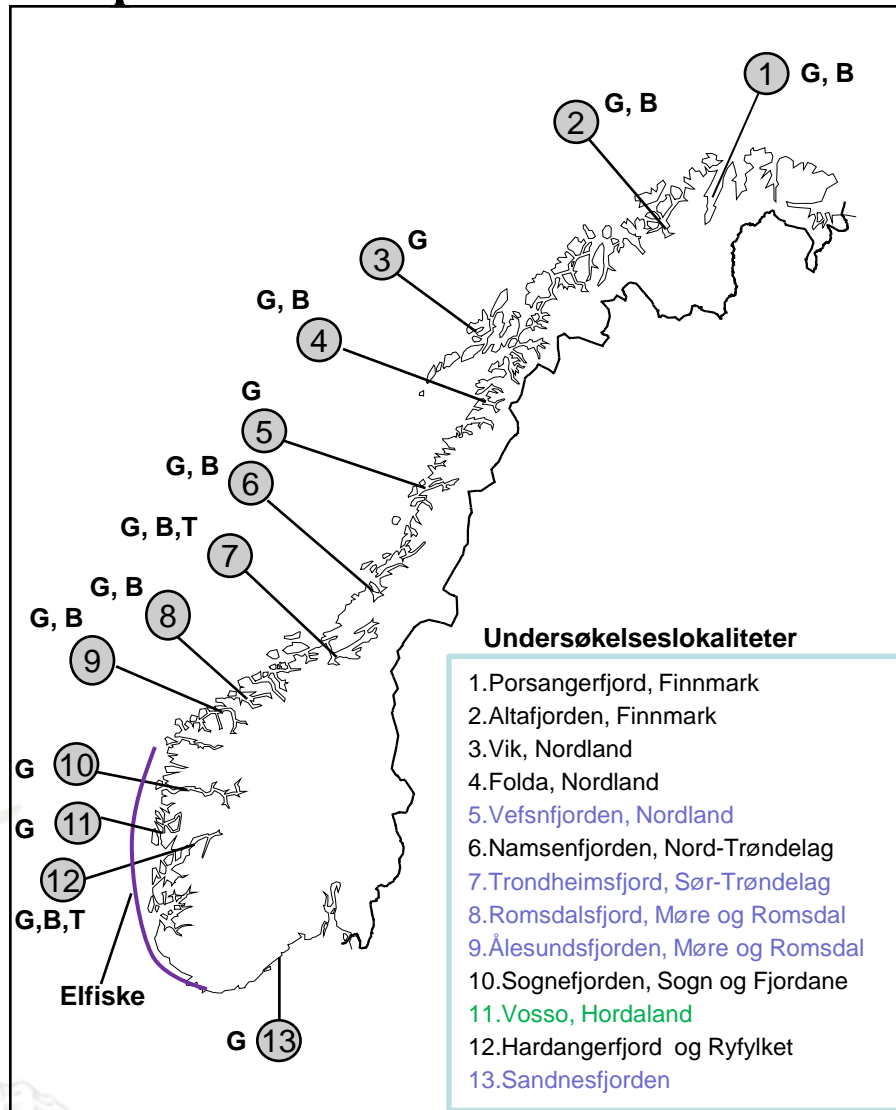 1 G, B
2 G, B
3 G
G, B
4
G
5
G, B
6
G, B,T
7
G, B
8
G, B
9
G 10
G 11
12
G,B,T
Elfiske
G 13
Undersøkelseslokaliteter
1.Porsangerfjord, Finnmark
2.Altafjorden, Finnmark
3.Vik, Nordland
4.Folda, Nordland
5.Vefsnfjorden, Nordland
6.Namsenfjorden, Nord-Trøndelag
7.Trondheimsfjord, Sør-Trøndelag
8.Romsdalsfjord, Møre og Romsdal
9.Ålesundsfjorden, Møre og Romsdal
10.Sognefjorden, Sogn og Fjordane
11.Vosso, Hordaland
12.Hardangerfjord og Ryfylket
13.Sandnesfjorden